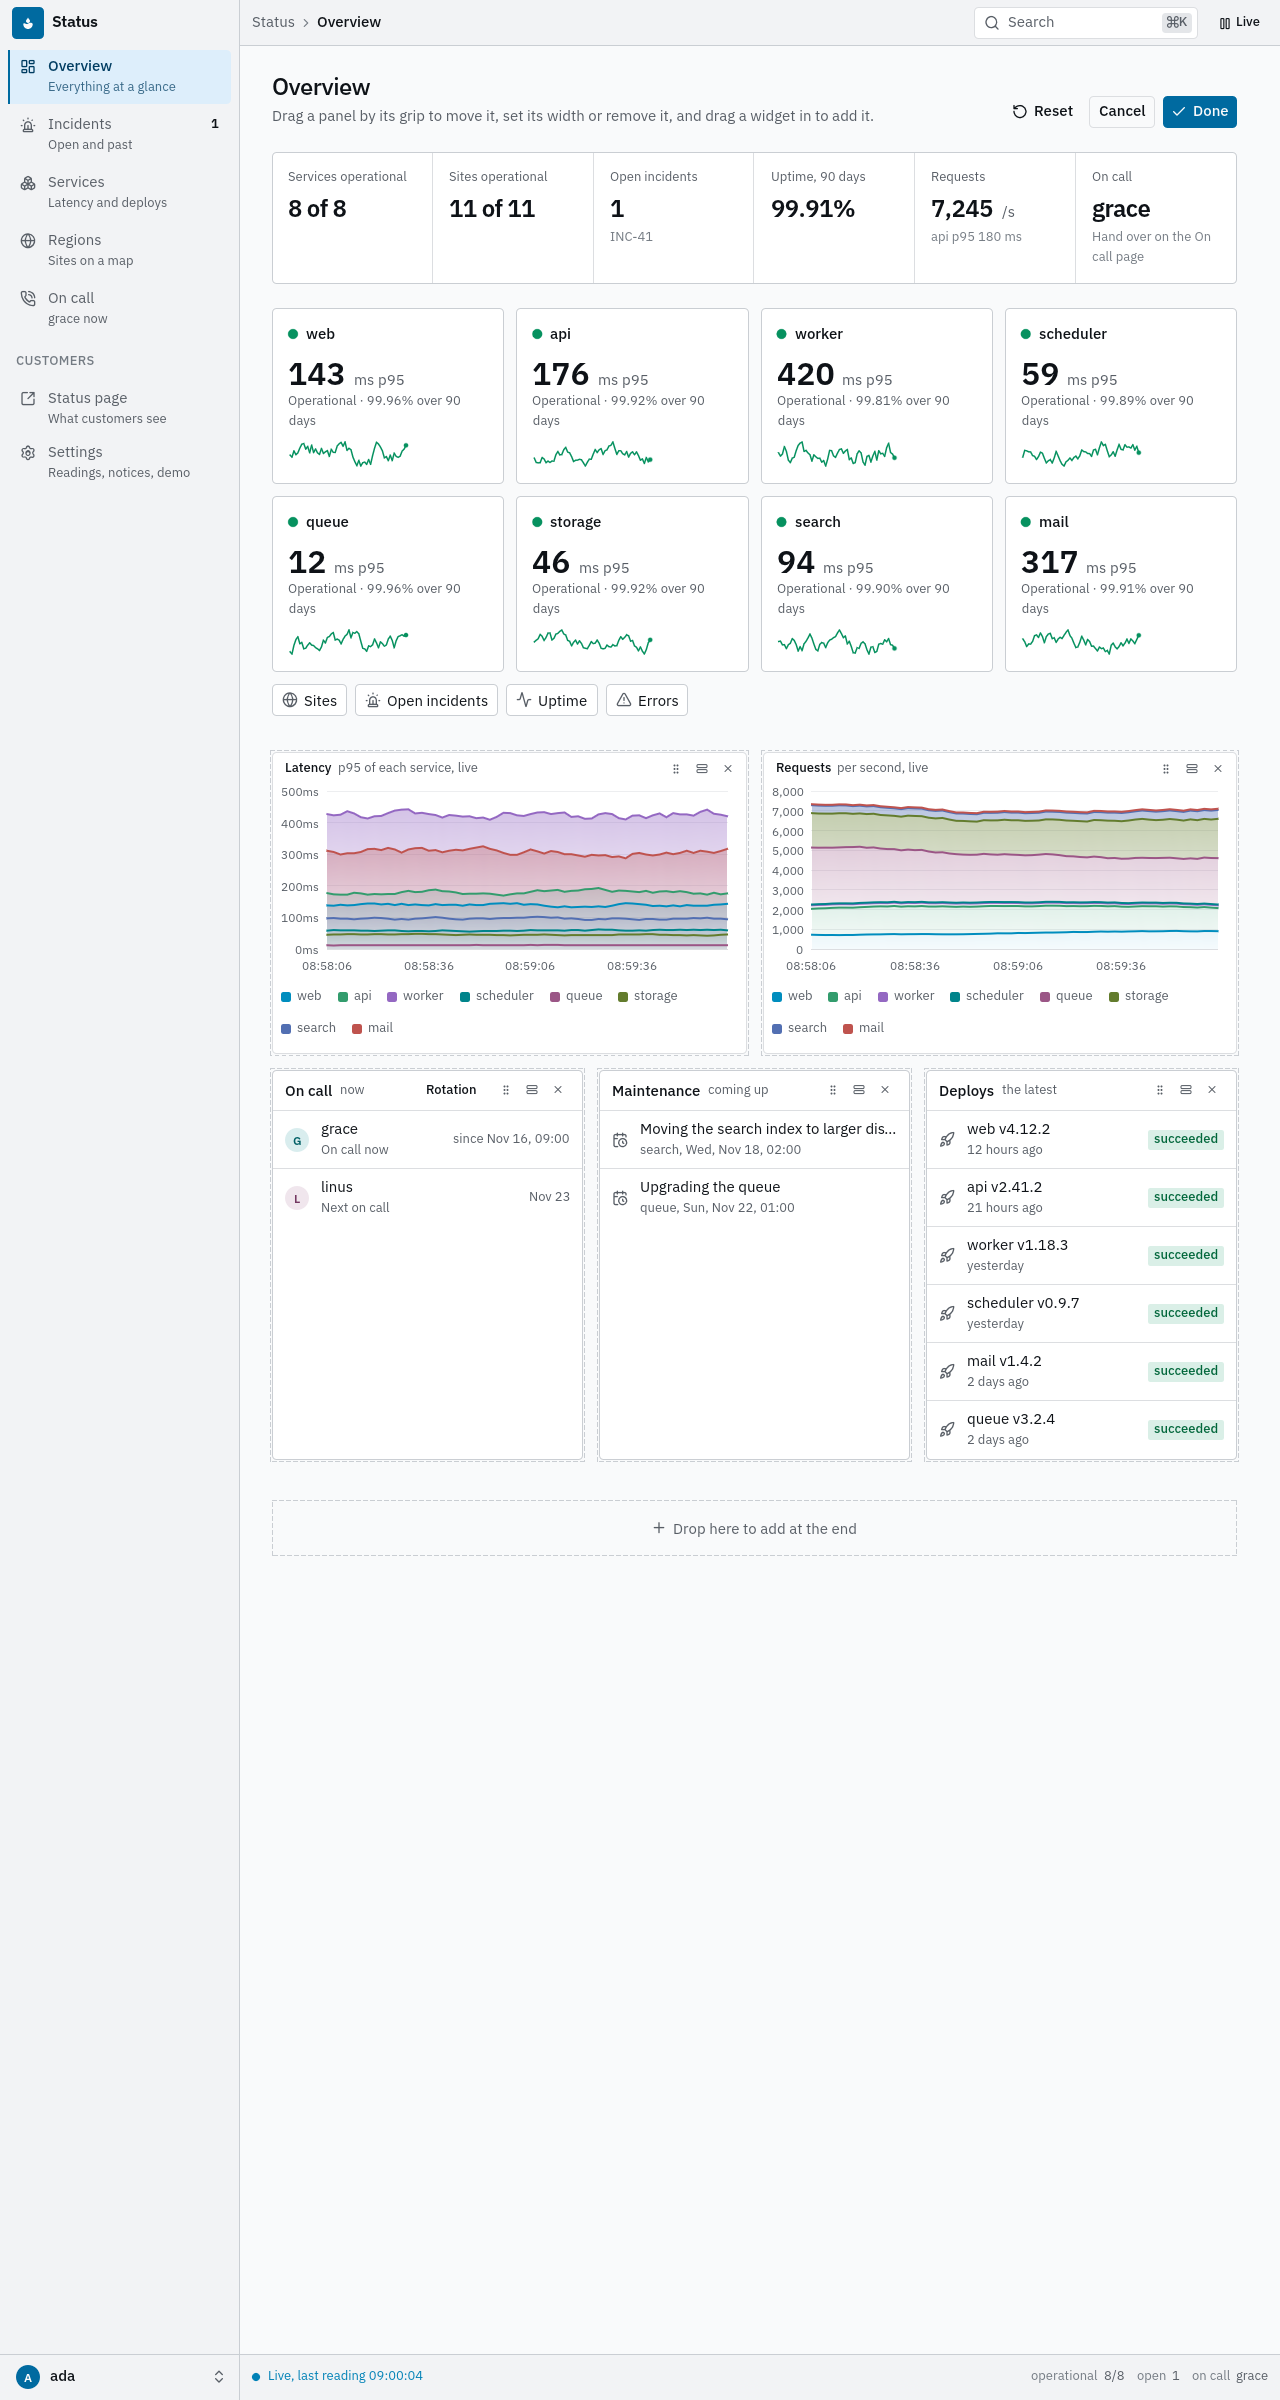 Status
Overview
Everything at a glance
Incidents 1
Open and past
Services
Latency and deploys
Regions
Sites on a map
On call
grace now
CUSTOMERS
Status page
What customers see
Settings
Readings, notices, demo
ada
Status > Overview
Search ⌘K
Live
Overview
Drag a panel by its grip to move it, set its width or remove it, and drag a widget in to add it.
Reset
Cancel
Done
Services operational
8 of 8
Sites operational
11 of 11
Open incidents
1
INC-41
Uptime, 90 days
99.91%
Requests
7,245 /s
api p95 180 ms
On call
grace
Hand over on the On
call page
web
143 ms p95
Operational · 99.96% over 90
days
api
176 ms p95
Operational · 99.92% over 90
days
worker
420 ms p95
Operational · 99.81% over 90
days
scheduler
59 ms p95
Operational · 99.89% over 90
days
queue
12 ms p95
Operational · 99.96% over 90
days
storage
46 ms p95
Operational · 99.92% over 90
days
search
94 ms p95
Operational · 99.90% over 90
days
mail
317 ms p95
Operational · 99.91% over 90
days
Sites
Open incidents
Uptime
Errors
Latency p95 of each service, live
500ms
400ms
300ms
200ms
100ms
0ms
08:58:06 08:58:36 08:59:06 08:59:36
web api worker scheduler queue storage
search mail
Requests per second, live
8,000
7,000
6,000
5,000
4,000
3,000
2,000
1,000
0
08:58:06 08:58:36 08:59:06 08:59:36
web api worker scheduler queue storage
search mail
On call now Rotation
G
grace
On call now
since Nov 16, 09:00
L
linus
Next on call
Nov 23
Maintenance coming up
Moving the search index to larger dis...
search, Wed, Nov 18, 02:00
Upgrading the queue
queue, Sun, Nov 22, 01:00
Deploys the latest
web v4.12.2
12 hours ago
succeeded
api v2.41.2
21 hours ago
succeeded
worker v1.18.3
yesterday
succeeded
scheduler v0.9.7
yesterday
succeeded
mail v1.4.2
2 days ago
succeeded
queue v3.2.4
2 days ago
succeeded
Drop here to add at the end
A
Live, last reading 09:00:04
operational 8/8 open 1 on call grace